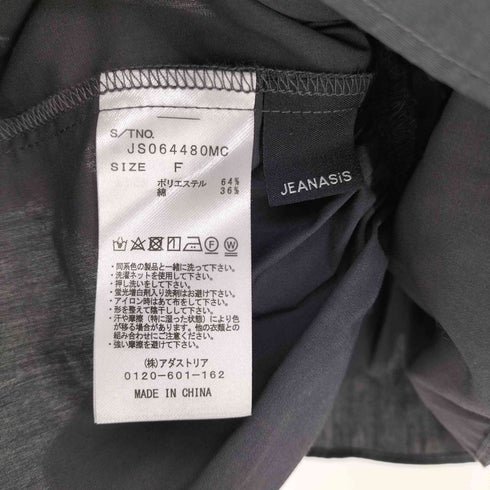 S/TNO.
JS064480MC
SIZE F
ポリエステル 64%
綿 36%
・同系色の製品と一緒に洗って下さい。
・洗濯ネットを使用して下さい。
・押し洗いをして下さい。
・蛍光増白剤入り洗剤はお避け下さい。
・アイロン時はあて布をして下さい。
・形を整えて陰干しして下さい。
・汗や摩擦（特に湿った状態）により色
が移る場合があります。他の衣類との
組み合わせにご注意下さい。
・強い摩擦を避けて下さい。
(株)アダストリア
0120-601-162
MADE IN CHINA
JEANASiS